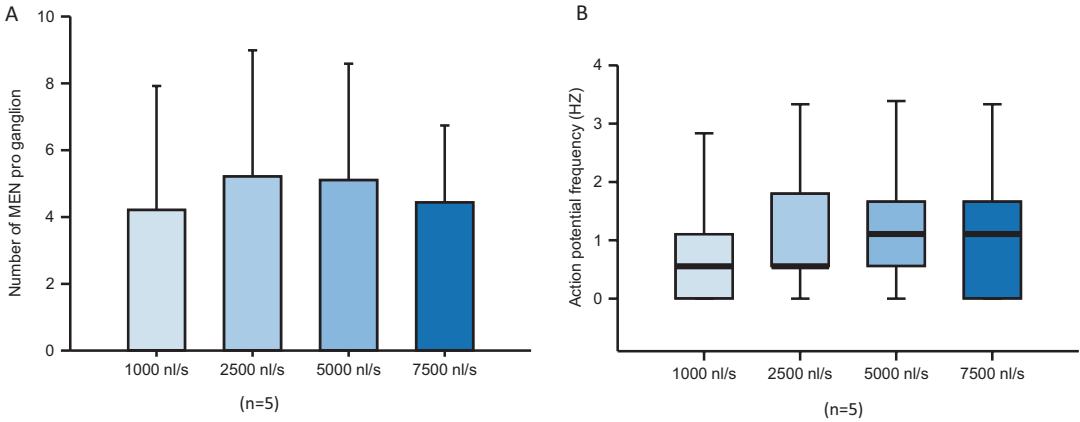 A
Number of MEN pro ganglion
10
8
6
4
2
0
1000 nl/s 2500 nl/s 5000 nl/s 7500 nl/s
(n=5)
B
Action potential frequency (HZ)
4
3
2
1
0
1000 nl/s 2500 nl/s 5000 nl/s 7500 nl/s
(n=5)